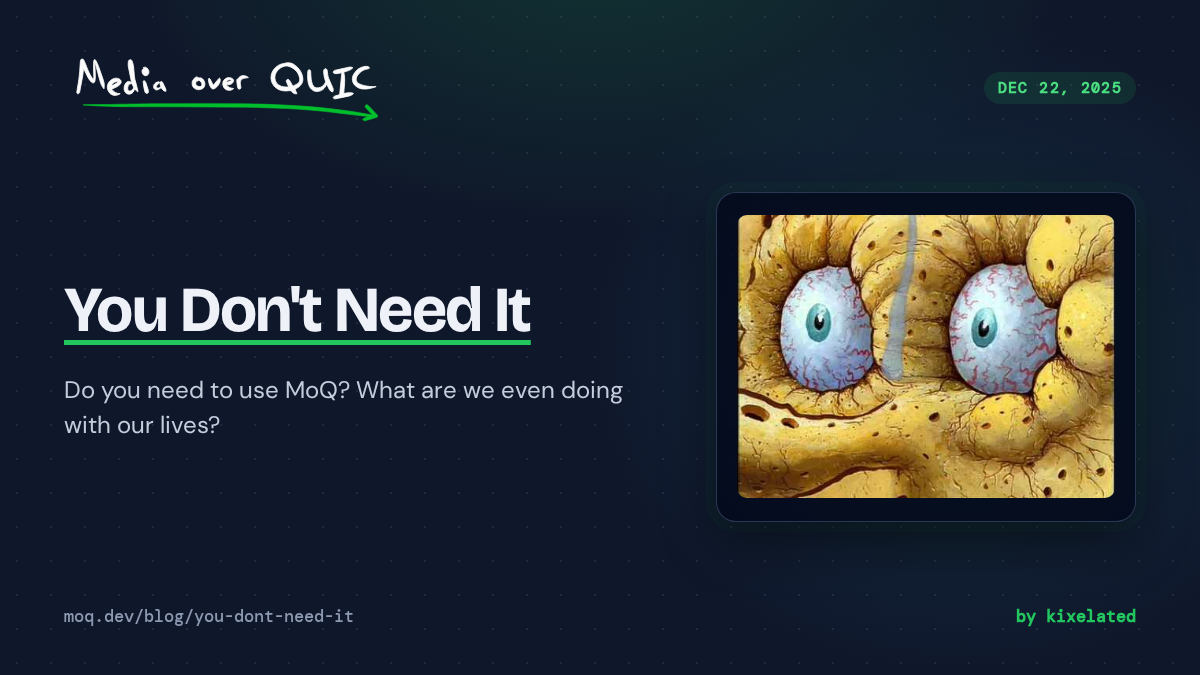 Media over QUIC
DEC 22, 2025
You Don't Need It
Do you need to use MoQ? What are we even doing
with our lives?
moq.dev/blog/you-dont-need-it
by kixelated